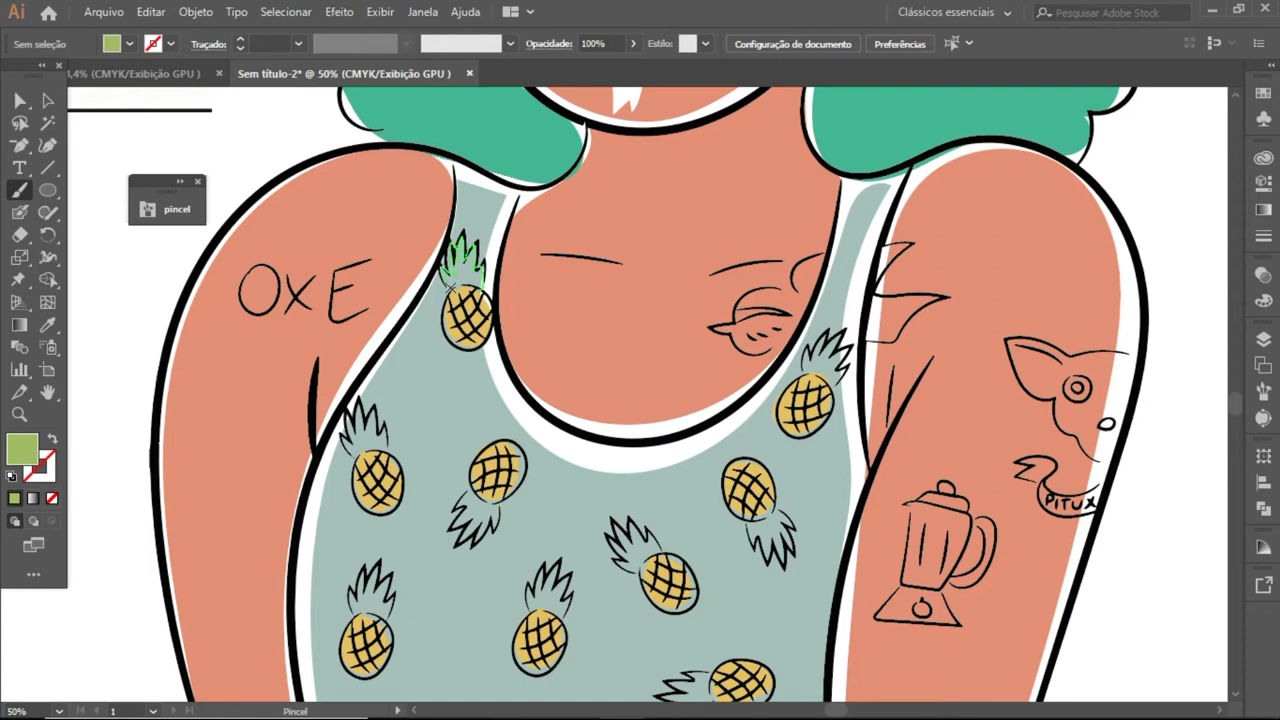 Ai Arquivo Editar Objeto Tipo Selecionar Efeito Exibir Janela Ajuda Clássicos essenciais Pesquisar Adobe Stock
Sem seleção Traçado: Opacidade: 100% Estilo: Configuração de documento Preferências
,4% (CMYK/Exibição GPU ) Sem título-2* @ 50% (CMYK/Exibição GPU )
pincel
OXE
PITUX
50% 1 Pincel